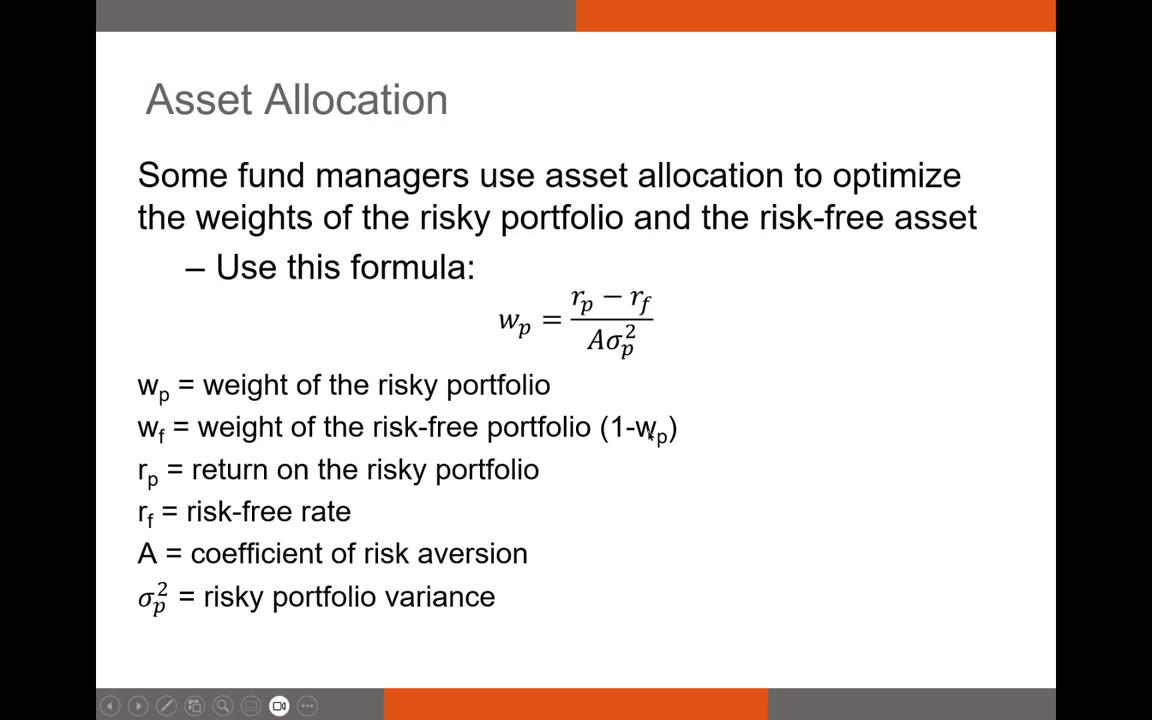 Asset Allocation
Some fund managers use asset allocation to optimize
the weights of the risky portfolio and the risk-free asset
– Use this formula:
$w_p = \frac{r_p - r_f}{A\sigma_p^2}$
w_p = weight of the risky portfolio
w_f = weight of the risk-free portfolio (1-w_p)
r_p = return on the risky portfolio
r_f = risk-free rate
A = coefficient of risk aversion
$\sigma_p^2$ = risky portfolio variance